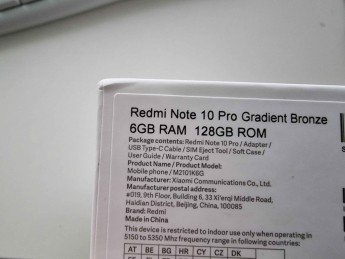 Redmi Note 10 Pro Gradient Bronze
6GB RAM 128GB ROM
Package contents: Redmi Note 10 Pro / Adapter /
USB Type-C Cable / SIM Eject Tool / Soft Case /
User Guide / Warranty Card
Product Name / Product Model:
Mobile phone / M2101K6G
Manufacturer: Xiaomi Communications Co., Ltd.
Manufacturer postal address:
#019, 9th Floor, Building 6, 33 Xi'erqi Middle Road,
Haidian District, Beijing, China, 100085
Brand: Redmi
Made in China
This device is restricted to indoor use only when operating in
5150 to 5350 Mhz frequency range in following countries:
AT BE BG HR CY CZ DK